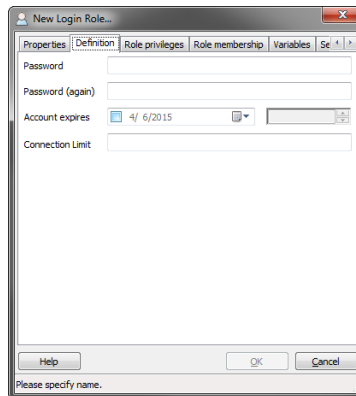 New Login Role...
Properties Definition Role privileges Role membership Variables Se
Password
Password (again)
Account expires 4/ 6/2015
Connection Limit
Help OK Cancel
Please specify name.